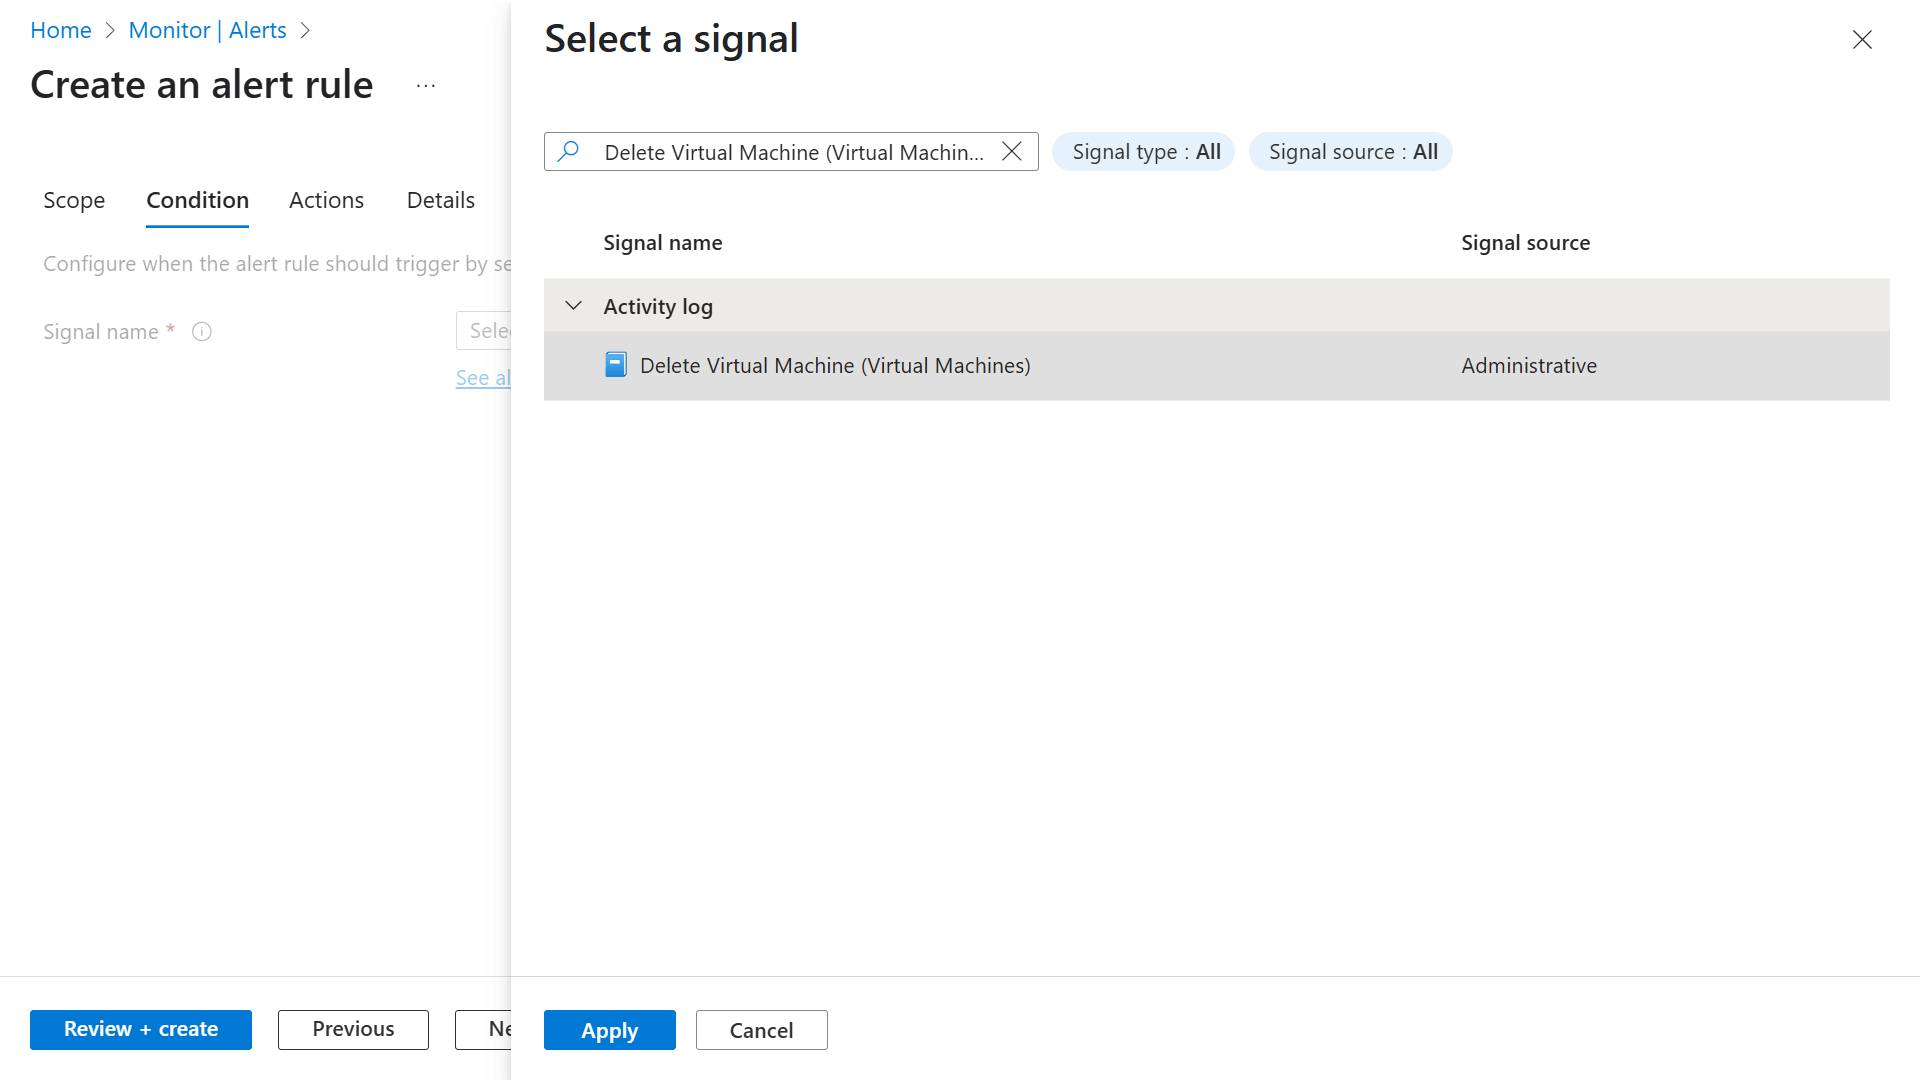 Home > Monitor | Alerts >
Create an alert rule ...
Scope Condition Actions Details
Configure when the alert rule should trigger by se
Signal name *
Selec
See al
Review + create Previous Ne
Select a signal
Delete Virtual Machine (Virtual Machin...
Signal type : All Signal source : All
Signal name Signal source
Activity log
Delete Virtual Machine (Virtual Machines) Administrative
Apply Cancel